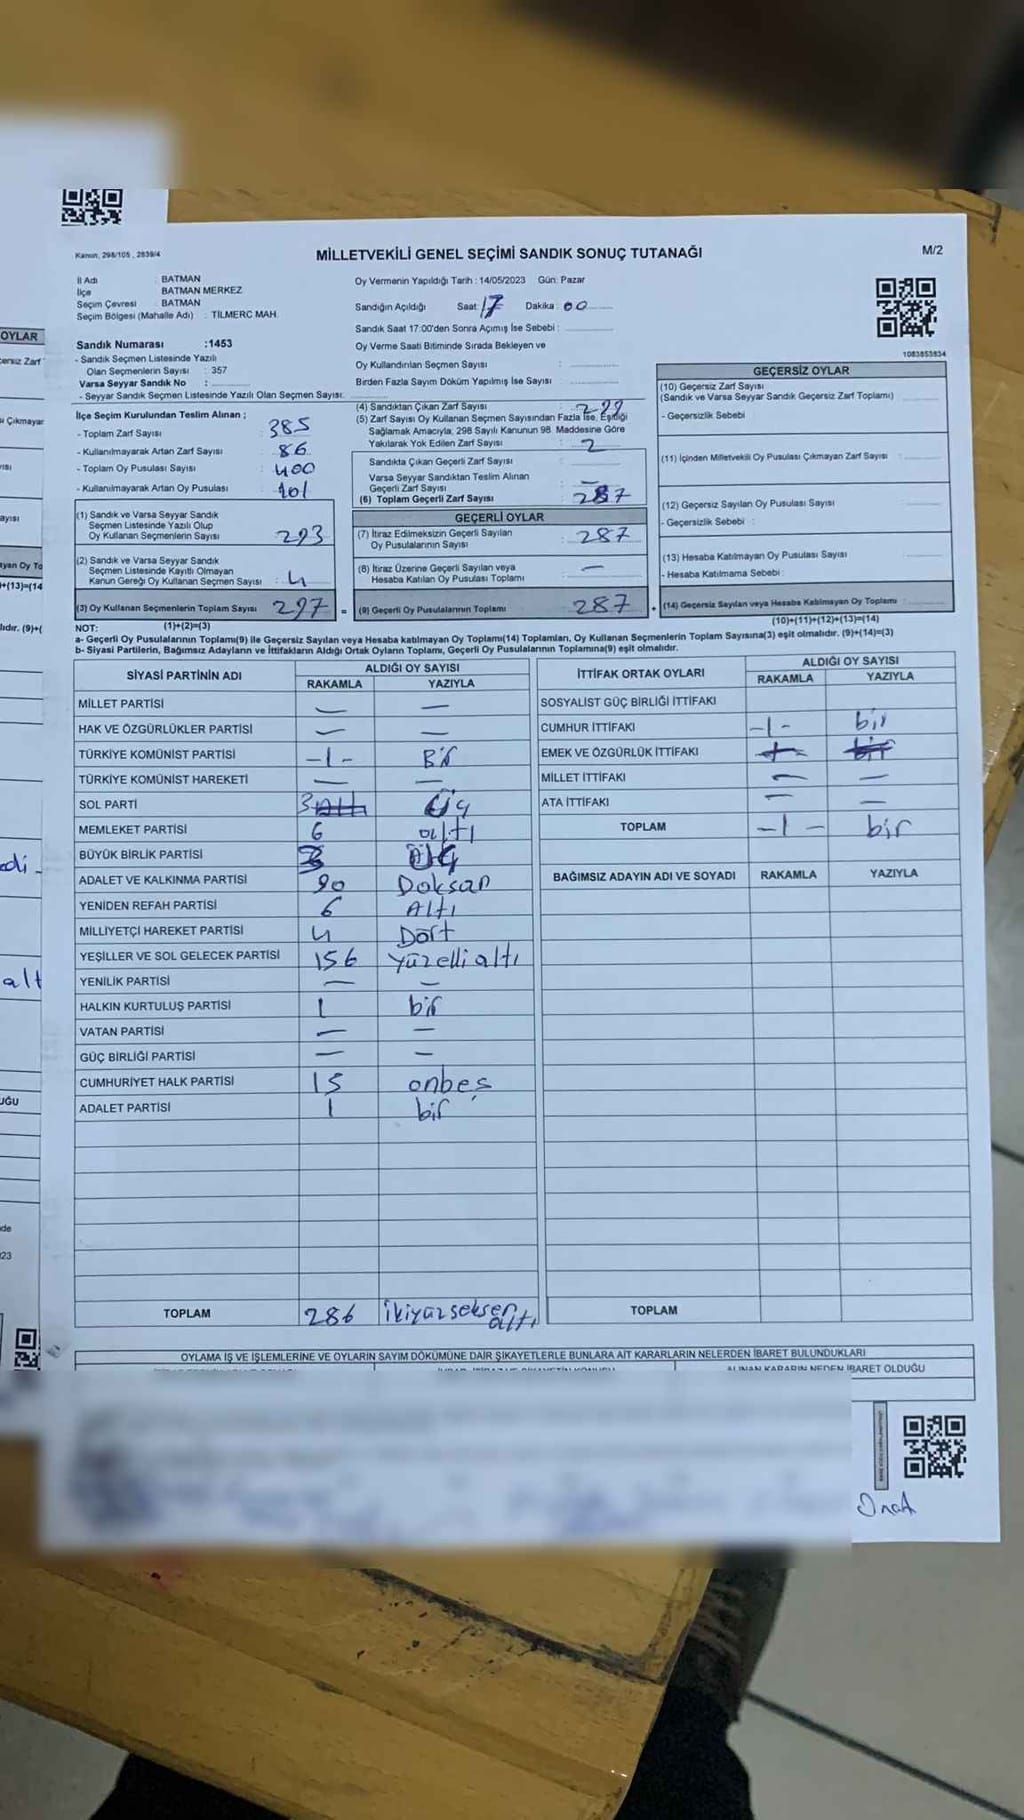 Kanun, 298/105 , 2839/4
MİLLETVEKİLİ GENEL SEÇİMİ SANDIK SONUÇ TUTANAĞI
M/2
İl Adı : BATMAN
İlçe BATMAN MERKEZ
Seçim Çevresi : BATMAN
Seçim Bölgesi (Mahalle Adı) : TİLMERC MAH.
Oy Vermenin Yapıldığı Tarih : 14/05/2023 Gün: Pazar
Sandığın Açıldığı Saat: 17 Dakika : 00
Sandık Saat 17:00'den Sonra Açımış İse Sebebi :
Sandık Numarası :1453
- Sandık Seçmen Listesinde Yazılı
Olan Seçmenlerin Sayısı : 357
Varsa Seyyar Sandık No :
- Seyyar Sandık Seçmen Listesinde Yazılı Olan Seçmen Sayısı:
Oy Verme Saati Bitiminde Sırada Bekleyen ve
Oy Kullandırılan Seçmen Sayısı :
Birden Fazla Sayım Döküm Yapılmış İse Sayısı :
1083853934
İlçe Seçim Kurulundan Teslim Alınan ;
- Toplam Zarf Sayısı : 385
- Kullanılmayarak Artan Zarf Sayısı : 86
- Toplam Oy Pusulası Sayısı : 400
- Kullanılmayarak Artan Oy Pusulası : 101
(4) Sandıktan Çıkan Zarf Sayısı
(5) Zarf Sayısı Oy Kullanan Seçmen Sayısından Fazla İse, Eşitliği
Sağlamak Amacıyla, 298 Sayılı Kanunun 98. Maddesine Göre
Yakılarak Yok Edilen Zarf Sayısı : 2
Sandıkta Çıkan Geçerli Zarf Sayısı :
Varsa Seyyar Sandıktan Teslim Alınan
Geçerli Zarf Sayısı : —
(6) Toplam Geçerli Zarf Sayısı : 287
GEÇERSİZ OYLAR
(10) Geçersiz Zarf Sayısı
(Sandık ve Varsa Seyyar Sandık Geçersiz Zarf Toplamı) :
- Geçersizlik Sebebi :
(11) İçinden Milletvekili Oy Pusulası Çıkmayan Zarf Sayısı :
(12) Geçersiz Sayılan Oy Pusulası Sayısı :
- Geçersizlik Sebebi :
(13) Hesaba Katılmayan Oy Pusulası Sayısı :
- Hesaba Katılmama Sebebi :
(1) Sandık ve Varsa Seyyar Sandık
Seçmen Listesinde Yazılı Olup
Oy Kullanan Seçmenlerin Sayısı : 293
(2) Sandık ve Varsa Seyyar Sandık
Seçmen Listesinde Kayıtlı Olmayan
Kanun Gereği Oy Kullanan Seçmen Sayısı : 4
GEÇERLİ OYLAR
(7) İtiraz Edilmeksizin Geçerli Sayılan
Oy Pusulalarının Sayısı : 287
(8) İtiraz Üzerine Geçerli Sayılan veya
Hesaba Katılan Oy Pusulası Toplamı : —
(3) Oy Kullanan Seçmenlerin Toplam Sayısı 297 = (9) Geçerli Oy Pusulalarının Toplamı : 287 + (14) Geçersiz Sayılan veya Hesaba Katılmayan Oy Toplamı :
NOT: (1)+(2)=(3)
(10)+(11)+(12)+(13)=(14)
a- Geçerli Oy Pusulalarının Toplamı(9) ile Geçersiz Sayılan veya Hesaba katılmayan Oy Toplamı(14) Toplamları, Oy Kullanan Seçmenlerin Toplam Sayısına(3) eşit olmalıdır. (9)+(14)=(3)
b- Siyasi Partilerin, Bağımsız Adayların ve İttifakların Aldığı Ortak Oyların Toplamı, Geçerli Oy Pusulalarının Toplamına(9) eşit olmalıdır.
SİYASİ PARTİNİN ADI ALDIĞI OY SAYISI
RAKAMLA YAZIYLA
MİLLET PARTİSİ — —
HAK VE ÖZGÜRLÜKLER PARTİSİ — —
TÜRKİYE KOMÜNİST PARTİSİ -1- Bir
TÜRKİYE KOMÜNİST HAREKETİ — —
SOL PARTİ 3 Üç
MEMLEKET PARTİSİ 6 altı
BÜYÜK BİRLİK PARTİSİ 3
ADALET VE KALKINMA PARTİSİ 90 Doksan
YENİDEN REFAH PARTİSİ 6 Altı
MİLLİYETÇİ HAREKET PARTİSİ 4 Dört
YEŞİLLER VE SOL GELECEK PARTİSİ 156 Yüzelli altı
YENİLİK PARTİSİ — —
HALKIN KURTULUŞ PARTİSİ 1 bir
VATAN PARTİSİ — —
GÜÇ BİRLİĞİ PARTİSİ — —
CUMHURİYET HALK PARTİSİ 15 onbeş
ADALET PARTİSİ 1 bir
TOPLAM 286 ikiyüzseksen altı
İTTİFAK ORTAK OYLARI ALDIĞI OY SAYISI
RAKAMLA YAZIYLA
SOSYALİST GÜÇ BİRLİĞİ İTTİFAKI
CUMHUR İTTİFAKI -1- bir
EMEK VE ÖZGÜRLÜK İTTİFAKI 1 bir
MİLLET İTTİFAKI — —
ATA İTTİFAKI — —
TOPLAM -1- bir
BAĞIMSIZ ADAYIN ADI VE SOYADI RAKAMLA YAZIYLA
TOPLAM
OYLAMA İŞ VE İŞLEMLERİNE VE OYLARIN SAYIM DÖKÜMÜNE DAİR ŞİKAYETLERLE BUNLARA AİT KARARLARIN NELERDEN İBARET BULUNDUKLARI
ALINAN KARARIN NEDEN İBARET OLDUĞU
OYLAR